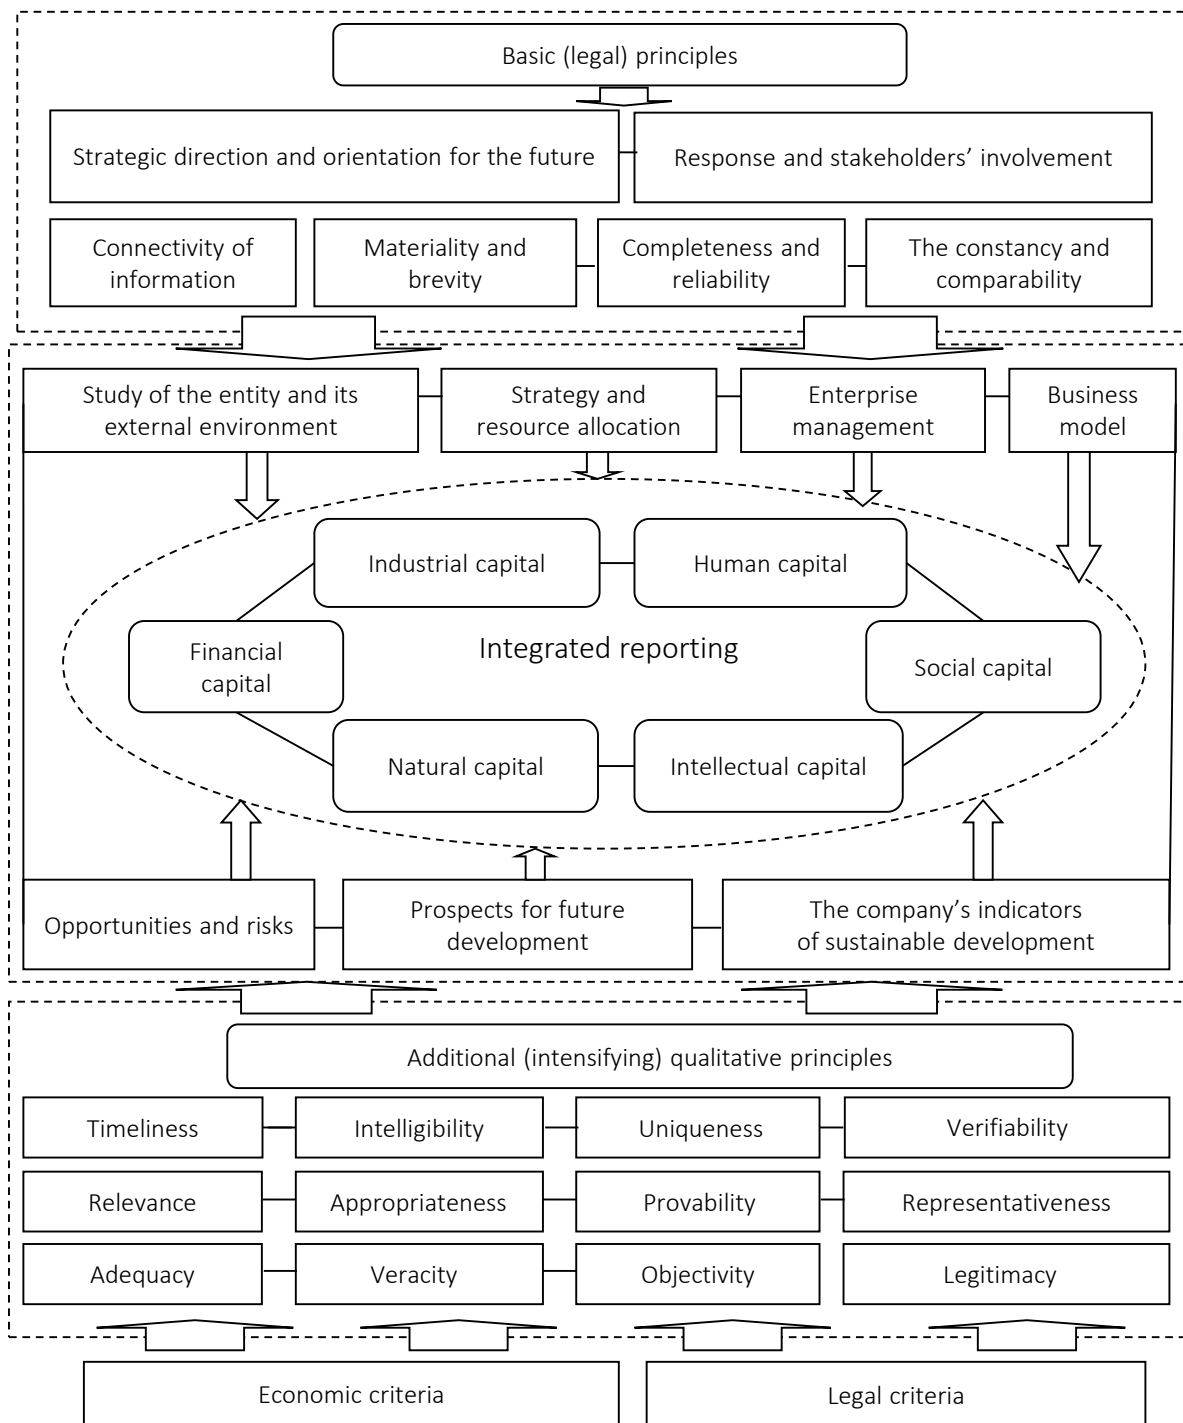 Basic (legal) principles
Strategic direction and orientation for the future
Response and stakeholders’ involvement
Connectivity of
information
Materiality and
brevity
Completeness and
reliability
The constancy and
comparability
Study of the entity and its
external environment
Strategy and
resource allocation
Enterprise
management
Business
model
Industrial capital
Human capital
Financial
capital
Integrated reporting
Social capital
Natural capital
Intellectual capital
Opportunities and risks
Prospects for future
development
The company’s indicators
of sustainable development
Additional (intensifying) qualitative principles
Timeliness
Intelligibility
Uniqueness
Verifiability
Relevance
Appropriateness
Provability
Representativeness
Adequacy
Veracity
Objectivity
Legitimacy
Economic criteria
Legal criteria